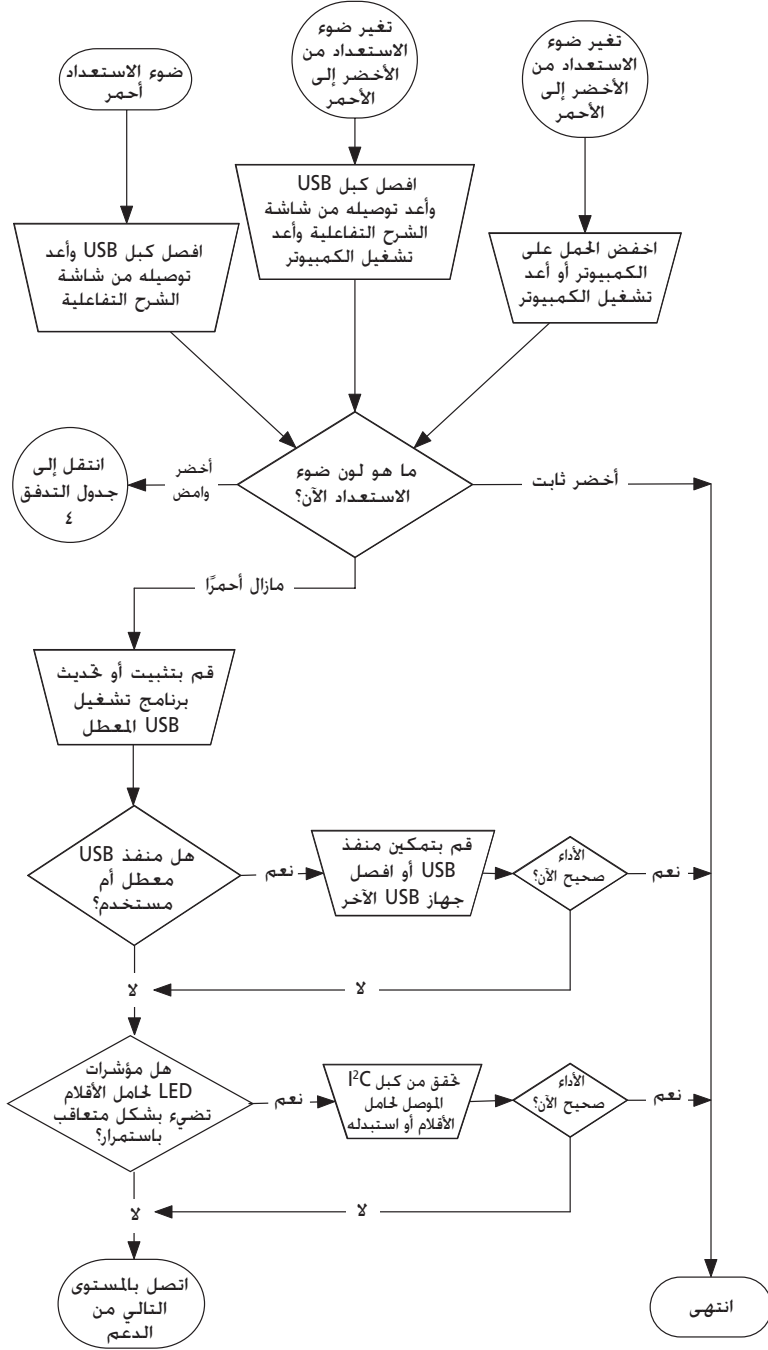 ضوء الاستعداد
أحمر
تغير ضوء
الاستعداد من
الأخضر إلى
الأحمر
تغير ضوء
الاستعداد من
الأخضر إلى
الأحمر
افصل كبل USB وأعد
توصيله من شاشة
الشرح التفاعلية
افصل كبل USB
وأعد توصيله من شاشة
الشرح التفاعلية وأعد
تشغيل الكمبيوتر
اخفض الحمل على
الكمبيوتر أو أعد
تشغيل الكمبيوتر
ما هو لون ضوء
الاستعداد الآن؟
أخضر
وامض
انتقل إلى
جدول التدفق
٤
أخضر ثابت
مازال أحمرًا
قم بتثبيت أو تحديث
برنامج تشغيل
USB المعطل
هل منفذ USB
معطل أم
مستخدم؟
نعم
قم بتمكين منفذ
USB أو افصل
جهاز USB الآخر
الأداء
صحيح الآن؟
نعم
لا
لا
هل مؤشرات
LED لحامل الأقلام
تضيء بشكل متعاقب
باستمرار؟
نعم
تحقق من كبل I²C
الموصل لحامل
الأقلام أو استبدله
الأداء
صحيح الآن؟
نعم
لا
لا
اتصل بالمستوى
التالي من
الدعم
انتهى